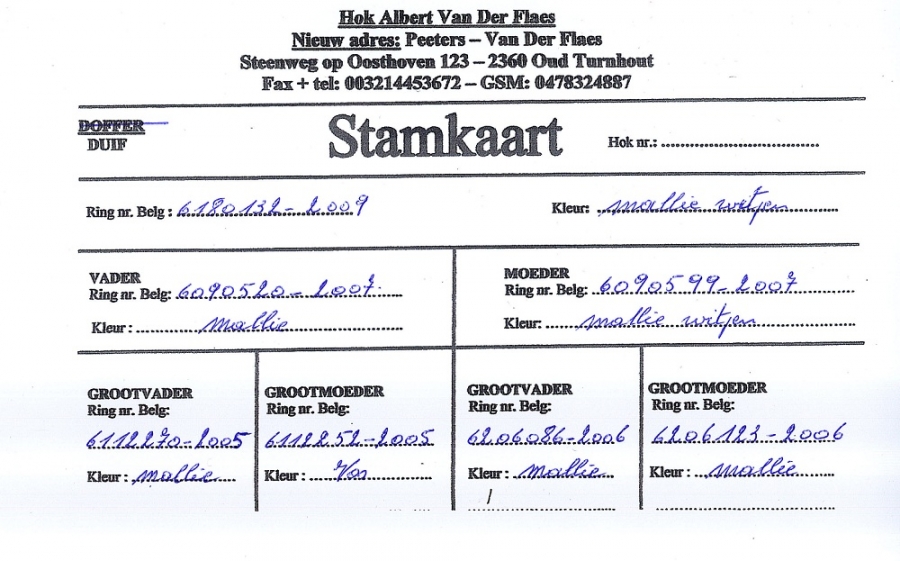 Hok Albert Van Der Flaes
Nieuw adres: Peeters – Van Der Flaes
Steenweg op Oosthoven 123 – 2360 Oud Turnhout
Fax + tel: 003214453672 – GSM: 0478324887
DOFFER
DUIF
Stamkaart
Hok nr.:
Ring nr. Belg : 6180132-2009
Kleur: mallie witpen
VADER
Ring nr. Belg: 6090520-2007
Kleur : mallie
MOEDER
Ring nr. Belg: 6090599-2007
Kleur: mallie witpen
GROOTVADER
Ring nr. Belg:
6112270-2005
Kleur : mallie
GROOTMOEDER
Ring nr. Belg:
6112252-2005
Kleur : Vos
GROOTVADER
Ring nr. Belg:
6206086-2006
Kleur : mallie
GROOTMOEDER
Ring nr. Belg:
6206123-2006
Kleur : mallie